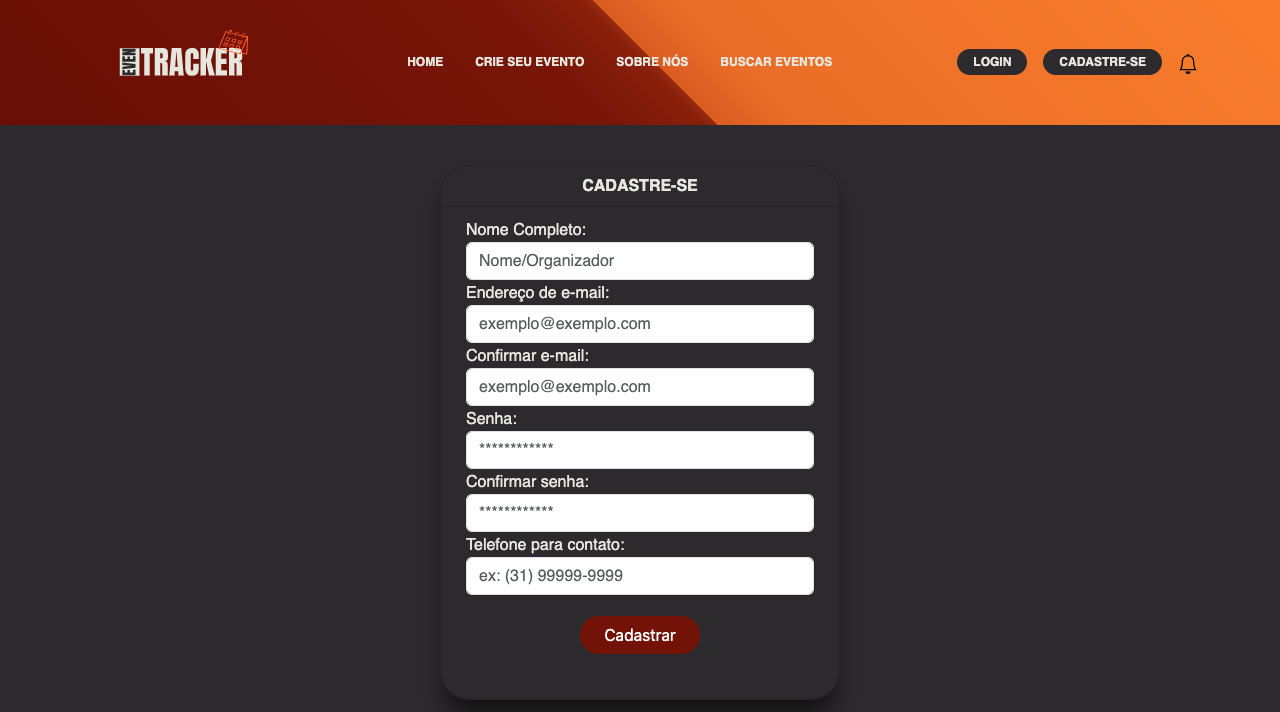 EVEN TRACKER
HOME CRIE SEU EVENTO SOBRE NÓS BUSCAR EVENTOS LOGIN CADASTRE-SE
CADASTRE-SE
Nome Completo:
Nome/Organizador
Endereço de e-mail:
exemplo@exemplo.com
Confirmar e-mail:
exemplo@exemplo.com
Senha:
************
Confirmar senha:
************
Telefone para contato:
ex: (31) 99999-9999
Cadastrar